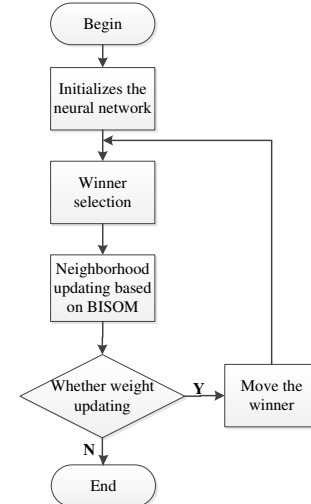 Begin
Initializes the
neural network
Winner
selection
Neighborhood
updating based
on BISOM
Whether weight
updating
Y
Move the
winner
N
End